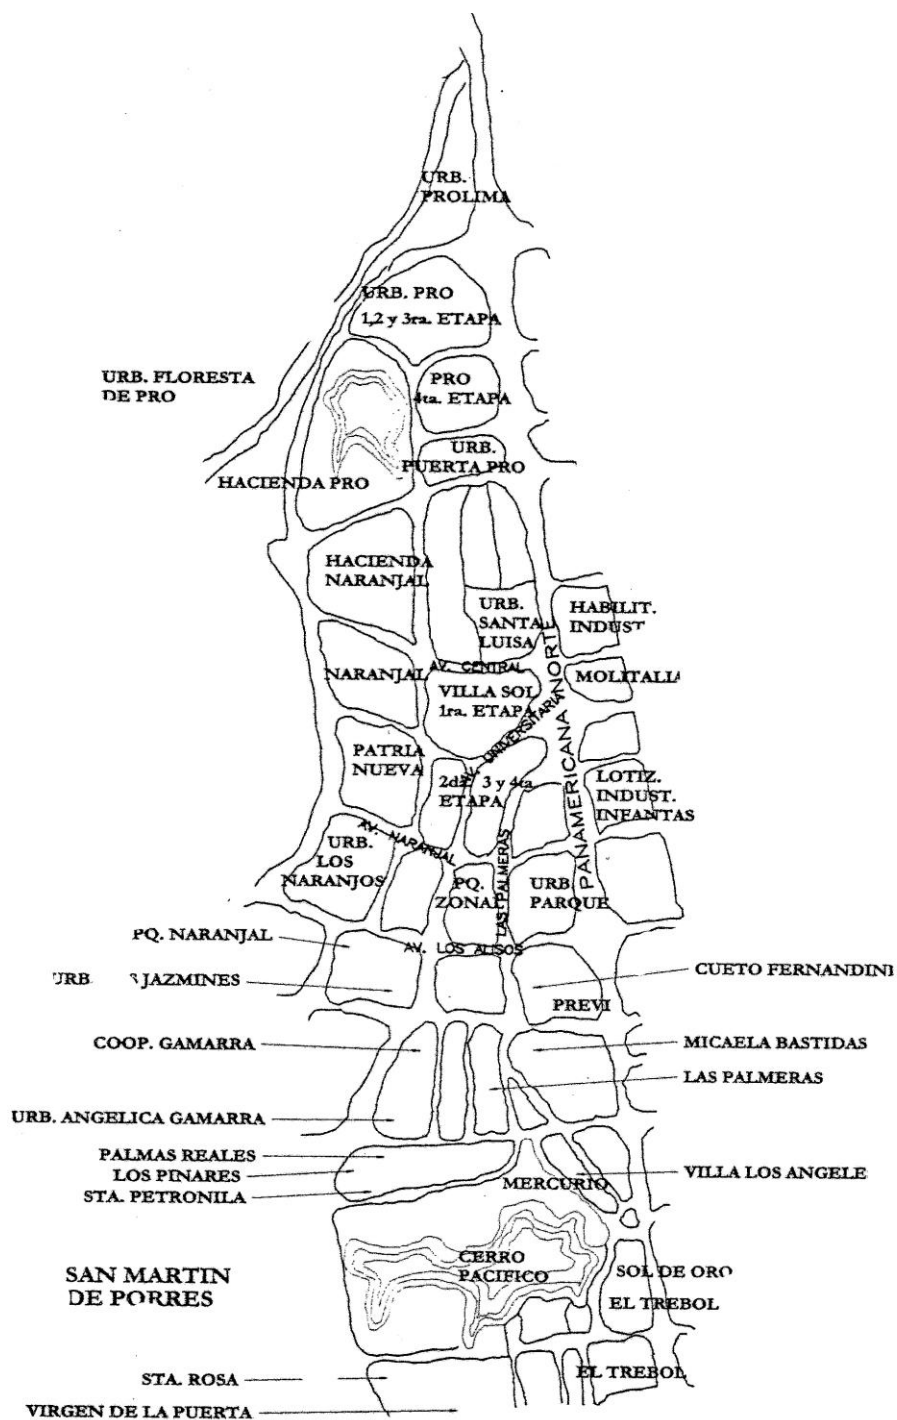 URB.
PROLIMA
URB. PRO
1,2 y 3ra. ETAPA
URB. FLORESTA
DE PRO
PRO
4ta. ETAPA
URB.
PUERTA PRO
HACIENDA PRO
HACIENDA
NARANJAL
URB.
SANTA
LUISA
HABILIT.
INDUST
PANAMERICANA NORTE
AV. CENTRAL
NARANJAL
MOLITALIA
VILLA SOL
1ra. ETAPA
AV. UNIVERSITARIA
PATRIA
NUEVA
2da. 3 y 4ta
ETAPA
LOTIZ.
INDUST.
INFANTAS
AV. NARANJAL
LAS PALMERAS
URB.
LOS
NARANJOS
PQ.
ZONAL
URB.
PARQUE
PQ. NARANJAL
AV. LOS ALISOS
URB. JAZMINES
CUETO FERNANDINI
PREVI
COOP. GAMARRA
MICAELA BASTIDAS
LAS PALMERAS
URB. ANGELICA GAMARRA
PALMAS REALES
LOS PINARES
STA. PETRONILA
VILLA LOS ANGELE
MERCURIO
CERRO
PACIFICO
SAN MARTIN
DE PORRES
SOL DE ORO
EL TREBOL
STA. ROSA
EL TREBOL
VIRGEN DE LA PUERTA